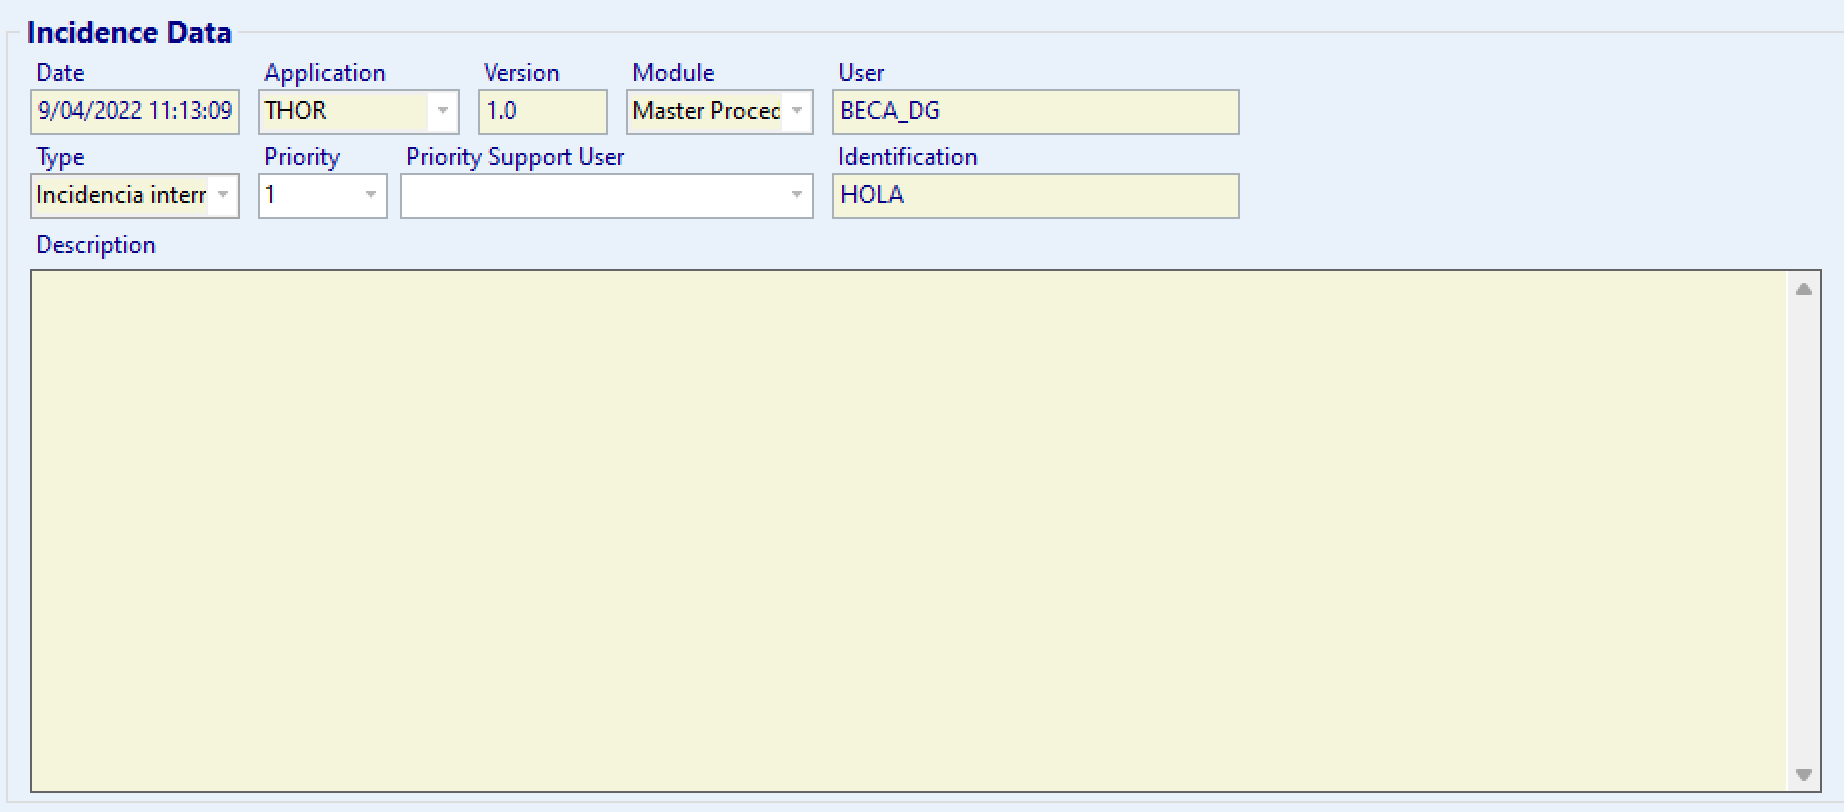 Incidence Data
Date Application Version Module User
9/04/2022 11:13:09 THOR 1.0 Master Proced BECA_DG
Type Priority Priority Support User Identification
Incidencia interr 1 HOLA
Description